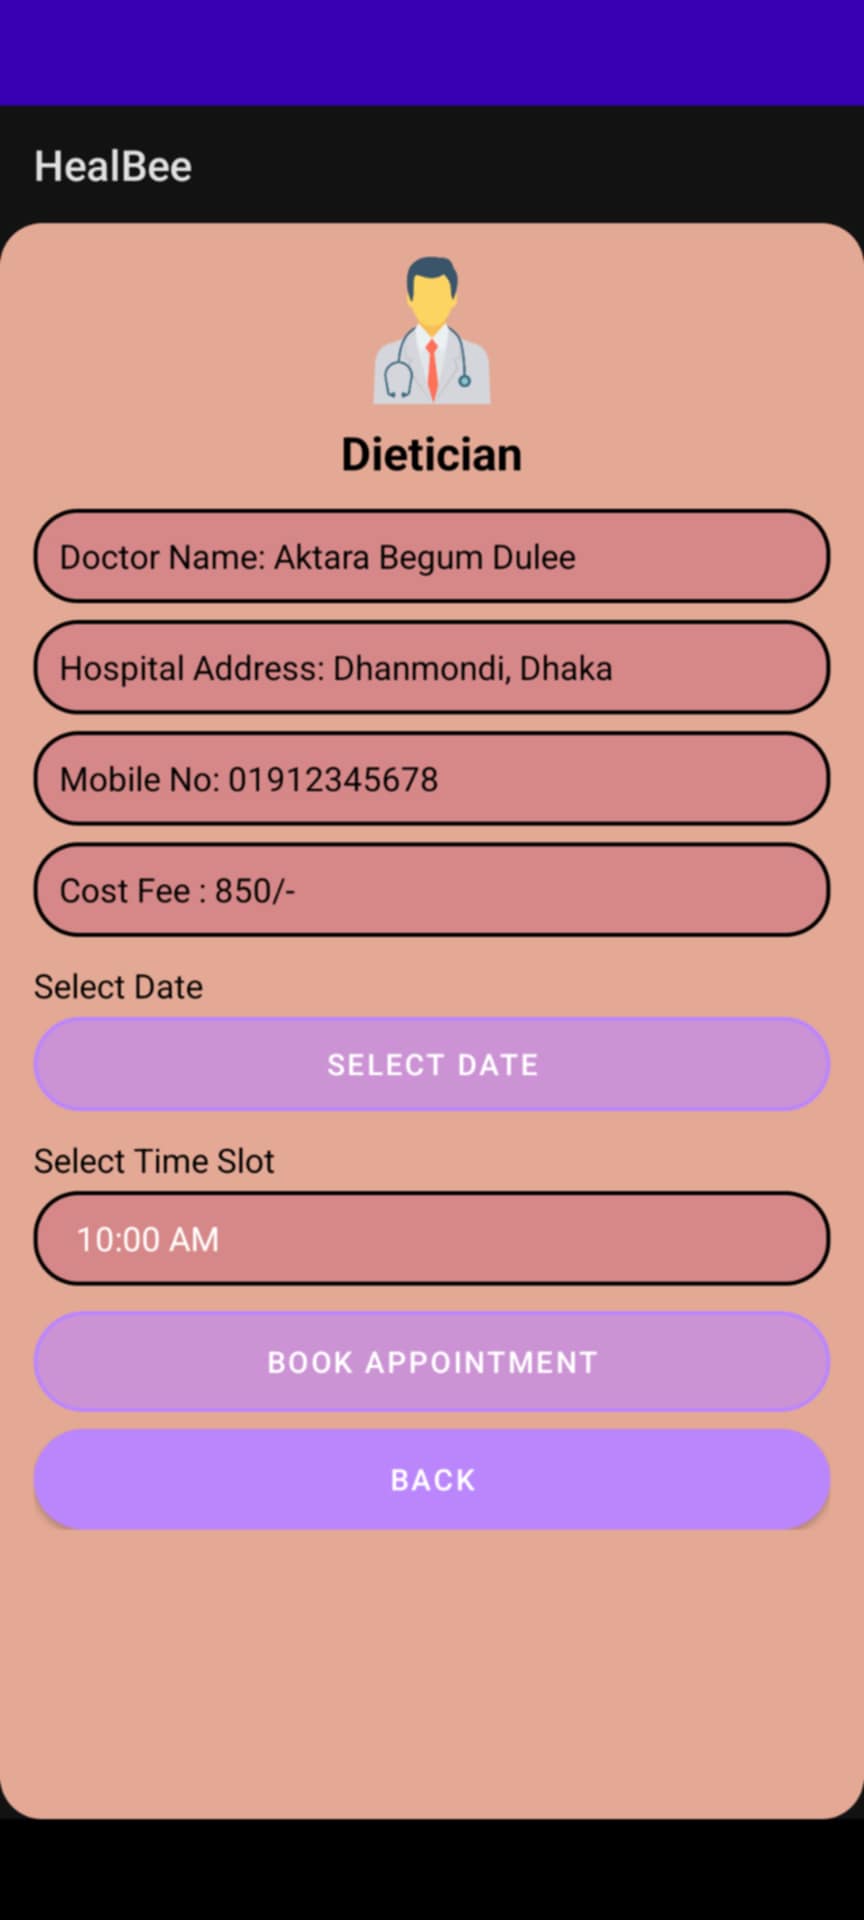 HealBee
Dietician
Doctor Name: Aktara Begum Dulee
Hospital Address: Dhanmondi, Dhaka
Mobile No: 01912345678
Cost Fee : 850/-
Select Date
SELECT DATE
Select Time Slot
10:00 AM
BOOK APPOINTMENT
BACK